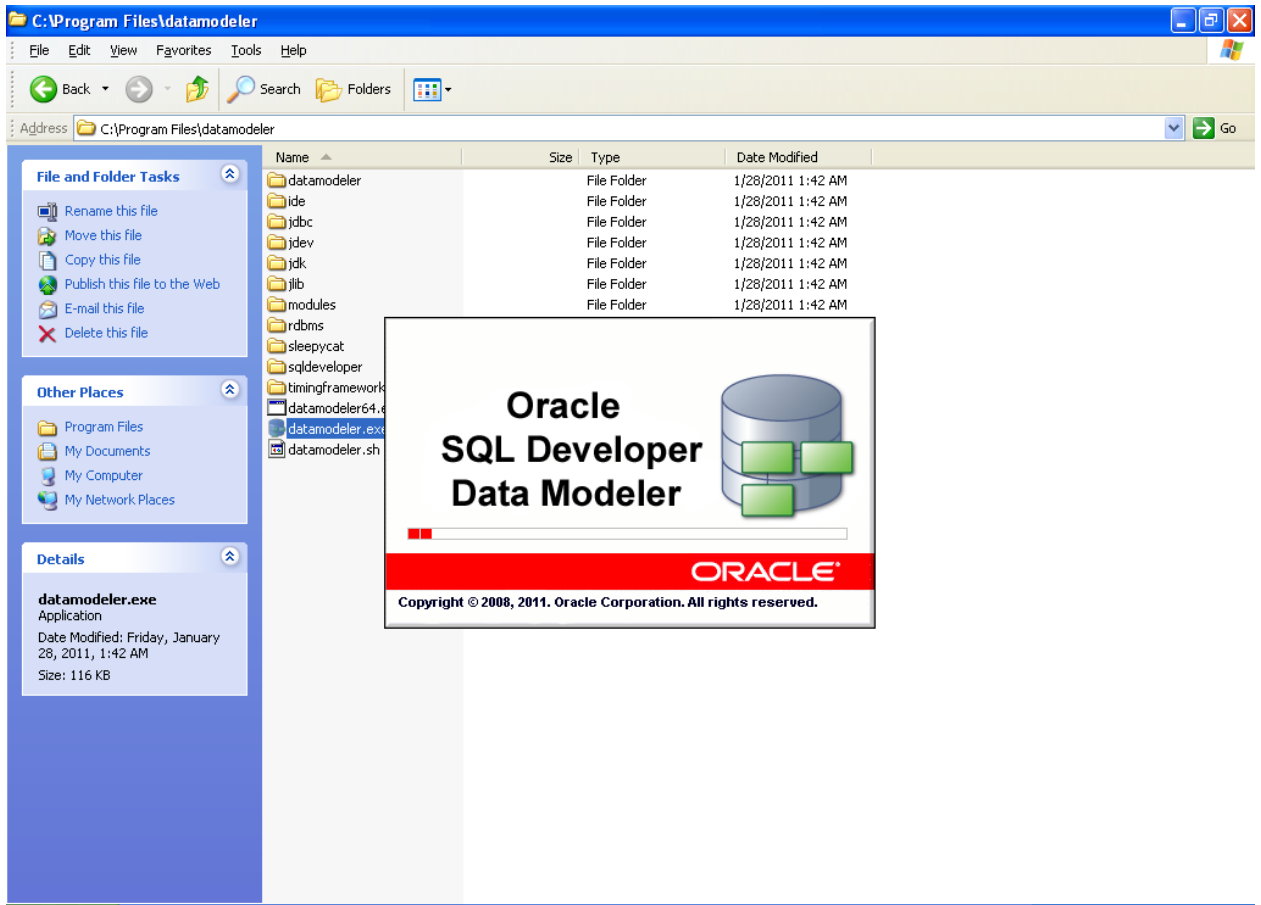 C:\Program Files\datamodeler
File Edit View Favorites Tools Help
Back Search Folders
Address C:\Program Files\datamodeler Go
Name Size Type Date Modified
File and Folder Tasks
Rename this file
Move this file
Copy this file
Publish this file to the Web
E-mail this file
Delete this file
Other Places
Program Files
My Documents
My Computer
My Network Places
Details
datamodeler.exe
Application
Date Modified: Friday, January
28, 2011, 1:42 AM
Size: 116 KB
datamodeler File Folder 1/28/2011 1:42 AM
ide File Folder 1/28/2011 1:42 AM
jdbc File Folder 1/28/2011 1:42 AM
jdev File Folder 1/28/2011 1:42 AM
jdk File Folder 1/28/2011 1:42 AM
jlib File Folder 1/28/2011 1:42 AM
modules File Folder 1/28/2011 1:42 AM
rdbms
sleepycat
sqldeveloper
timingframework
datamodeler64.e
datamodeler.exe
datamodeler.sh
Oracle
SQL Developer
Data Modeler
ORACLE
Copyright © 2008, 2011. Oracle Corporation. All rights reserved.